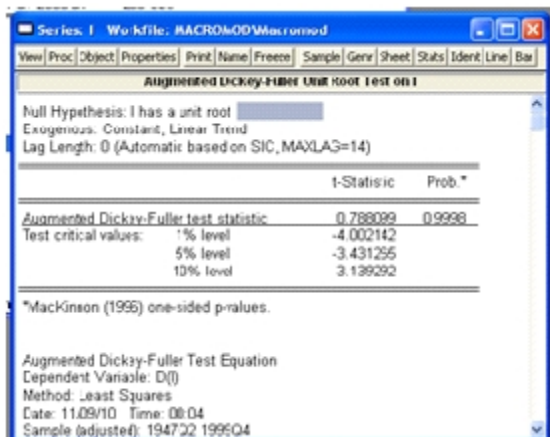 Series: I Workfile: MACROMOD\Macromod
View Proc Object Properties Print Name Freeze Sample Genr Sheet Stats Ident Line Bar
Augmented Dickey-Fuller Unit Root Test on I
Null Hypothesis: I has a unit root
Exogenous: Constant, Linear Trend
Lag Length: 0 (Automatic based on SIC, MAXLAG=14)
t-Statistic Prob.*
Augmented Dickey-Fuller test statistic 0.788099 0.9998
Test critical values: 1% level -4.002142
5% level -3.431265
10% level 3.139292
*MacKinnon (1996) one-sided p-values.
Augmented Dickey-Fuller Test Equation
Dependent Variable: D(I)
Method: Least Squares
Date: 11/09/10 Time: 08:04
Sample (adjusted): 1947Q2 1999Q4